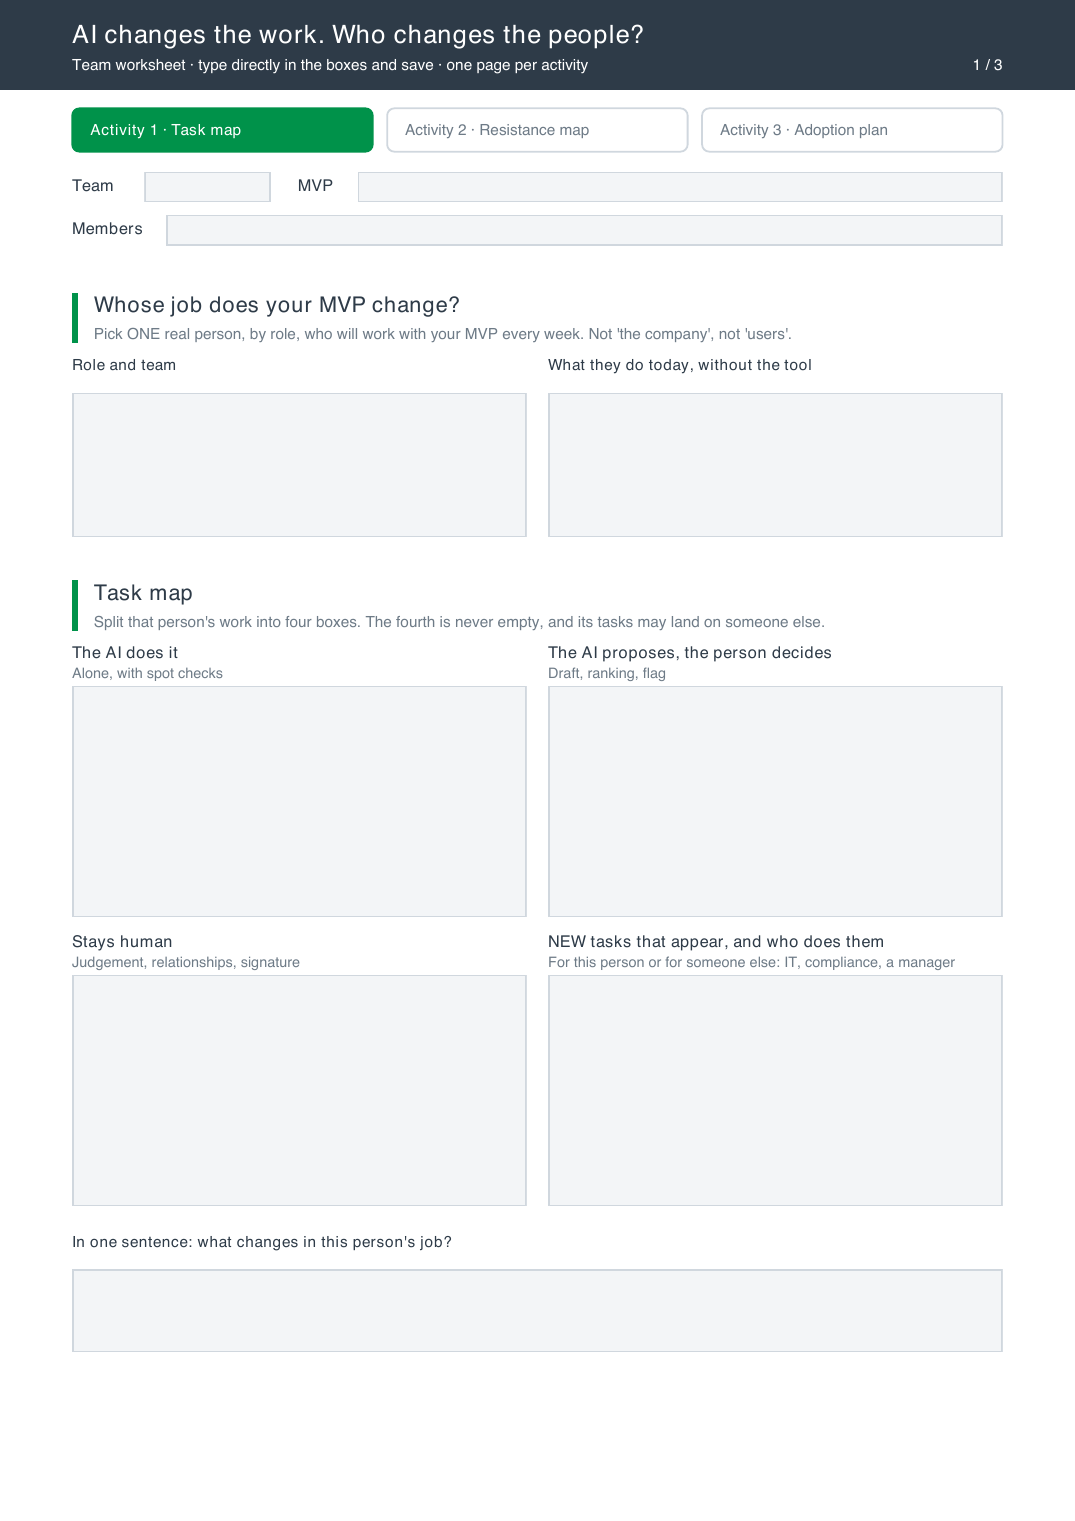 AI changes the work. Who changes the people?
Team worksheet · type directly in the boxes and save · one page per activity
1 / 3
Activity 1 · Task map
Activity 2 · Resistance map
Activity 3 · Adoption plan
Team
MVP
Members
Whose job does your MVP change?
Pick ONE real person, by role, who will work with your MVP every week. Not 'the company', not 'users'.
Role and team
What they do today, without the tool
Task map
Split that person's work into four boxes. The fourth is never empty, and its tasks may land on someone else.
The AI does it
Alone, with spot checks
The AI proposes, the person decides
Draft, ranking, flag
Stays human
Judgement, relationships, signature
NEW tasks that appear, and who does them
For this person or for someone else: IT, compliance, a manager
In one sentence: what changes in this person's job?